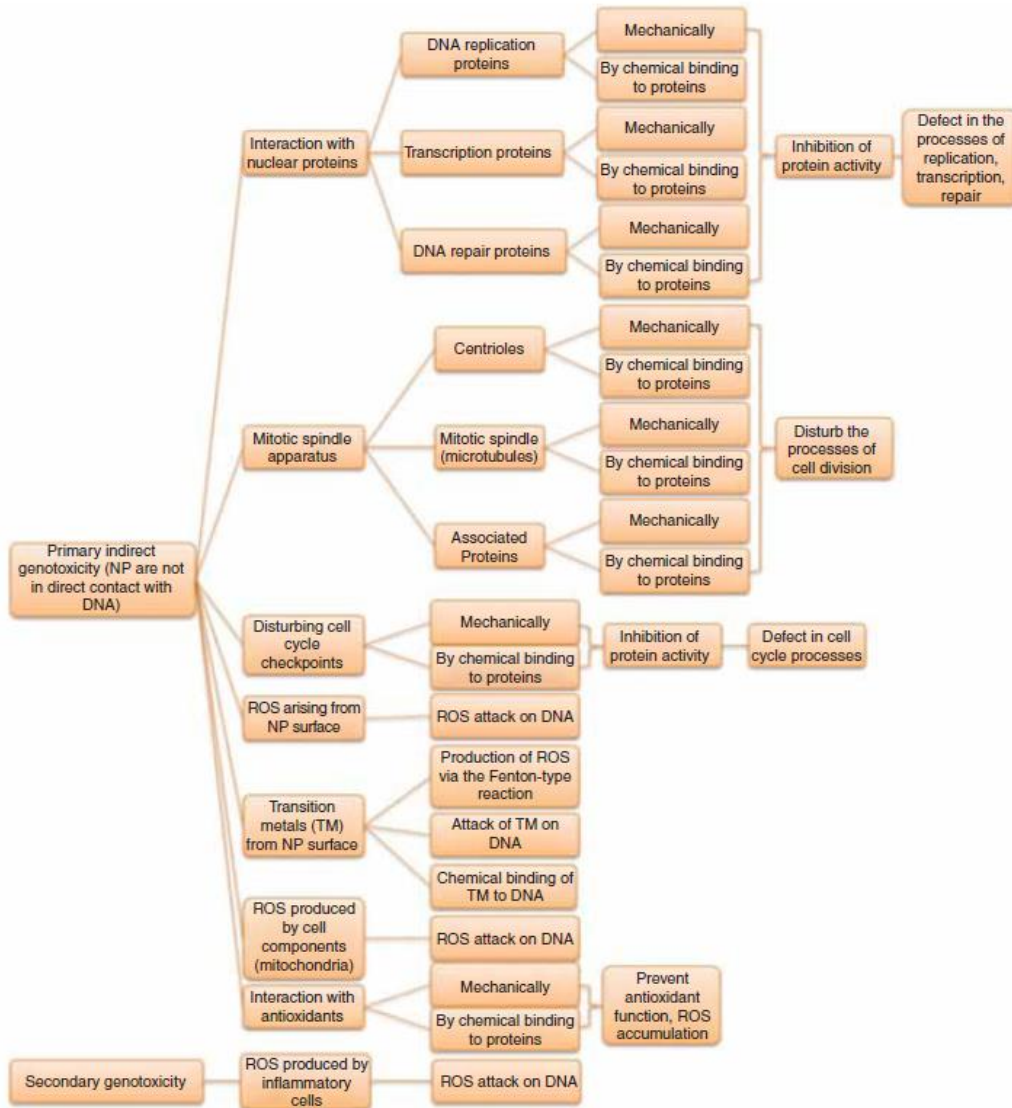 DNA replication
proteins
Mechanically
By chemical binding
to proteins
Interaction with
nuclear proteins
Transcription proteins
Mechanically
By chemical binding
to proteins
DNA repair proteins
Mechanically
By chemical binding
to proteins
Inhibition of
protein activity
Defect in the
processes of
replication,
transcription,
repair
Mitotic spindle
apparatus
Centrioles
Mechanically
By chemical binding
to proteins
Mitotic spindle
(microtubules)
Mechanically
By chemical binding
to proteins
Associated
Proteins
Mechanically
By chemical binding
to proteins
Disturb the
processes of
cell division
Primary indirect
genotoxicity (NP are not
in direct contact with
DNA)
Disturbing cell
cycle
checkpoints
Mechanically
By chemical binding
to proteins
Inhibition of
protein activity
Defect in cell
cycle processes
ROS arising from
NP surface
ROS attack on DNA
Transition
metals (TM)
from NP surface
Production of ROS
via the Fenton-type
reaction
Attack of TM on
DNA
Chemical binding of
TM to DNA
ROS produced
by cell
components
(mitochondria)
ROS attack on DNA
Interaction with
antioxidants
Mechanically
By chemical binding
to proteins
Prevent
antioxidant
function, ROS
accumulation
Secondary genotoxicity
ROS produced by
inflammatory
cells
ROS attack on DNA